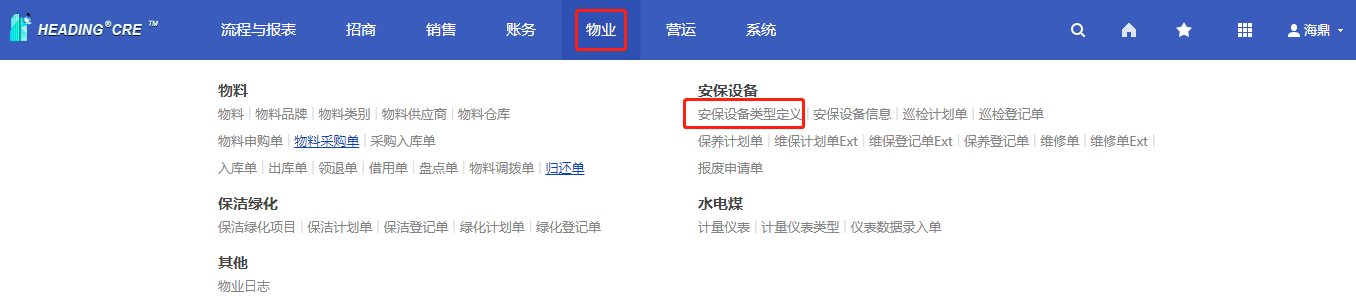 HEADING®CRE ™ 流程与报表 招商 销售 账务 物业 营运 系统 海鼎
物料
物料 | 物料品牌 | 物料类别 | 物料供应商 | 物料仓库
物料申购单 | 物料采购单 | 采购入库单
入库单 | 出库单 | 领退单 | 借用单 | 盘点单 | 物料调拨单 | 归还单
保洁绿化
保洁绿化项目 | 保洁计划单 | 保洁登记单 | 绿化计划单 | 绿化登记单
其他
物业日志
安保设备
安保设备类型定义 | 安保设备信息 | 巡检计划单 | 巡检登记单
保养计划单 | 维保计划单Ext | 维保登记单Ext | 保养登记单 | 维修单 | 维修单Ext |
报废申请单
水电煤
计量仪表 | 计量仪表类型 | 仪表数据录入单